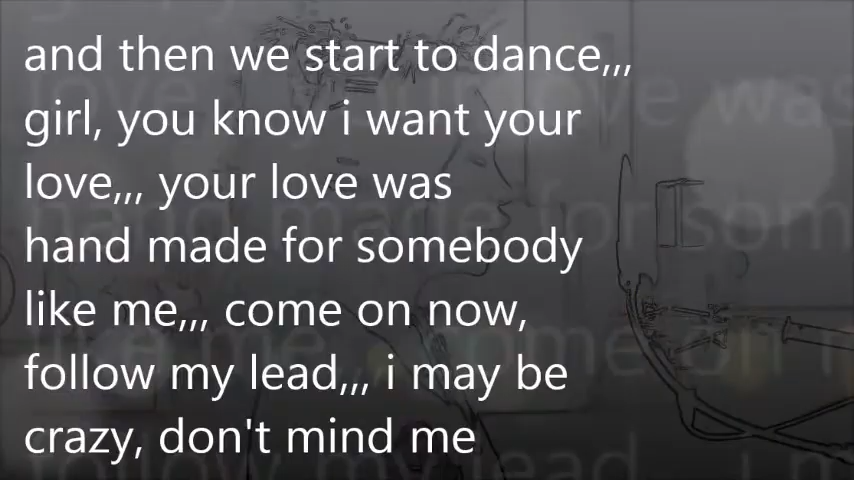 and then we start to dance,,,
girl, you know i want your
love,,, your love was
hand made for somebody
like me,,, come on now,
follow my lead,,, i may be
crazy, don't mind me